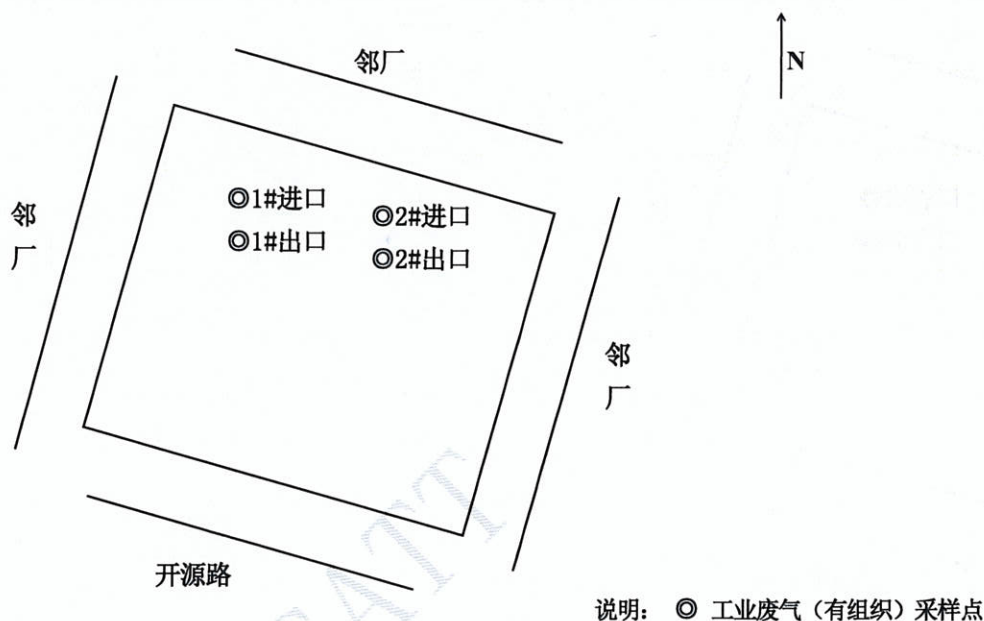 邻厂
N
◎1#进口
◎2#进口
◎1#出口
◎2#出口
邻
厂
邻
厂
开源路
说明： ◎ 工业废气（有组织）采样点